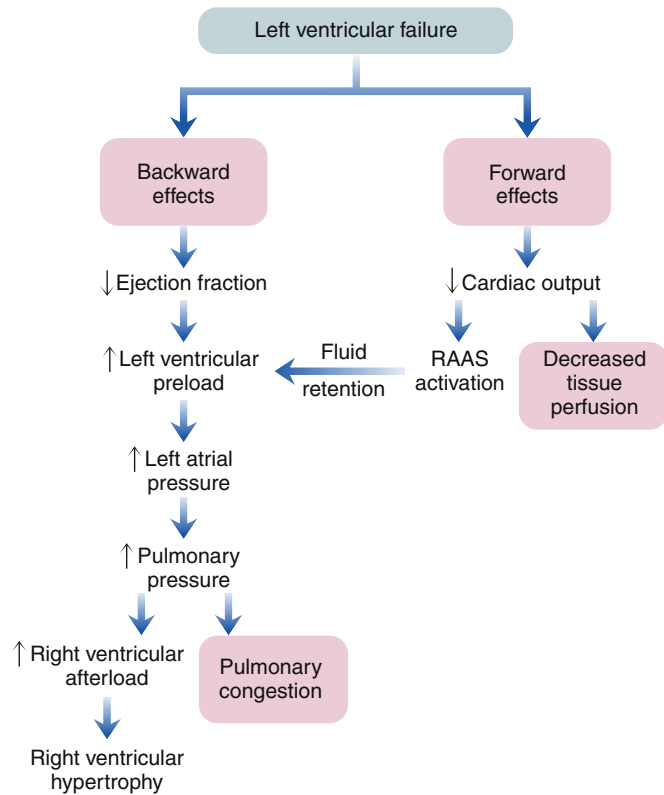 Left ventricular failure
Backward
effects
Forward
effects
↓ Ejection fraction
↓ Cardiac output
↑ Left ventricular
preload
Fluid
retention
RAAS
activation
Decreased
tissue
perfusion
↑ Left atrial
pressure
↑ Pulmonary
pressure
↑ Right ventricular
afterload
Pulmonary
congestion
Right ventricular
hypertrophy